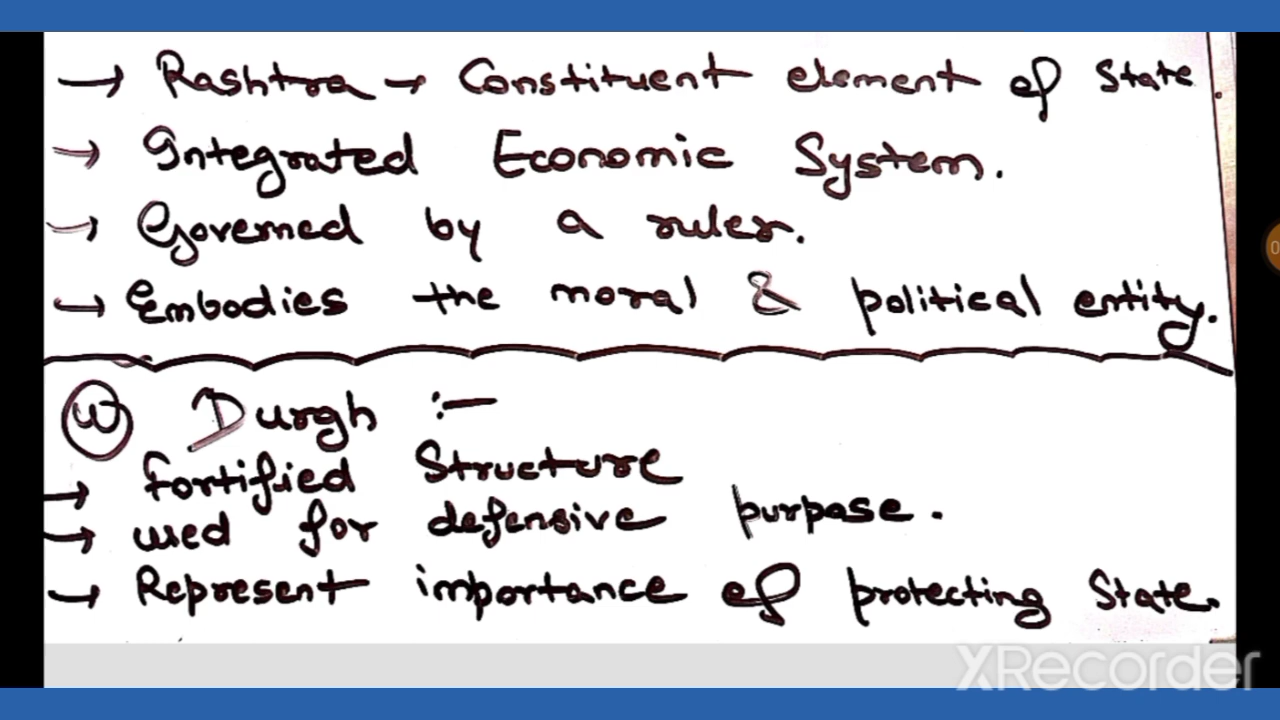 → Rashtra → Constituent element of state.
→ Integrated Economic System.
→ Governed by a ruler.
→ Embodies the moral & political entity.
Durgh :-
→ fortified Structure
→ used for defensive purpose.
→ Represent importance of protecting State.
XRecorder